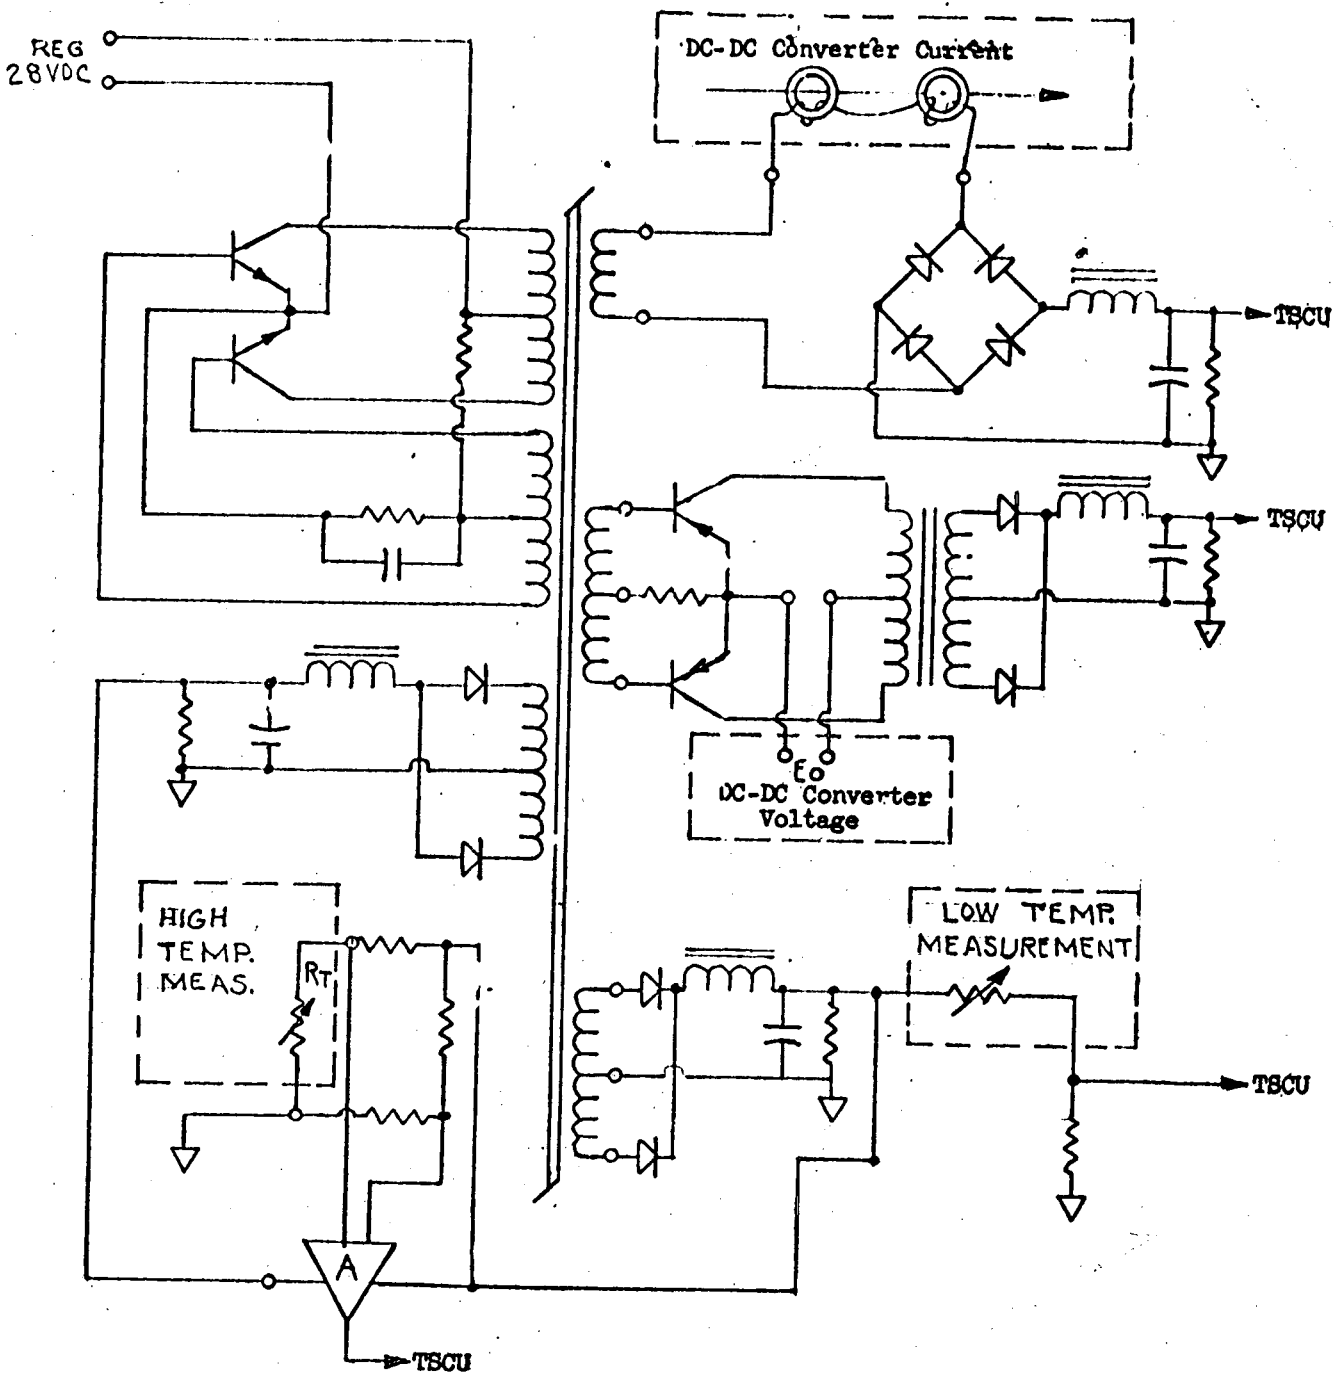 REG
28VDC
DC-DC Converter Current
TSCU
TSCU
Eo
DC-DC Converter
Voltage
HIGH
TEMP.
MEAS.
RT
LOW TEMP.
MEASUREMENT
TSCU
A
TSCU